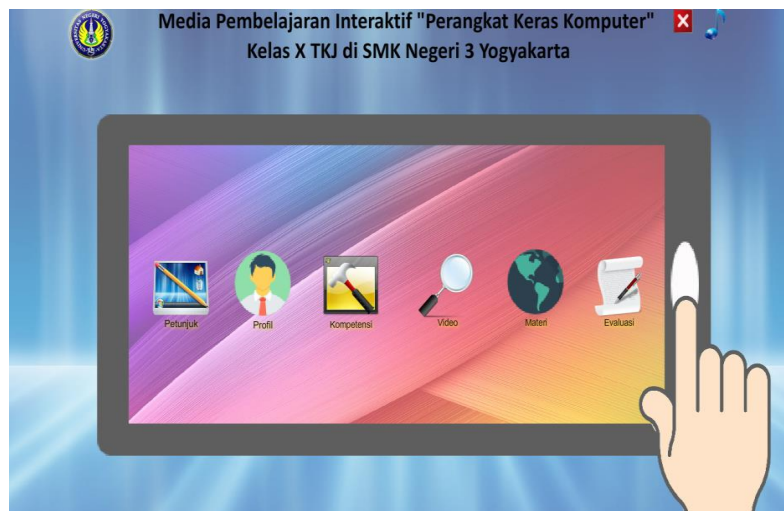 Media Pembelajaran Interaktif "Perangkat Keras Komputer"
Kelas X TKJ di SMK Negeri 3 Yogyakarta
Petunjuk
Profil
Kompetensi
Video
Materi
Evaluasi